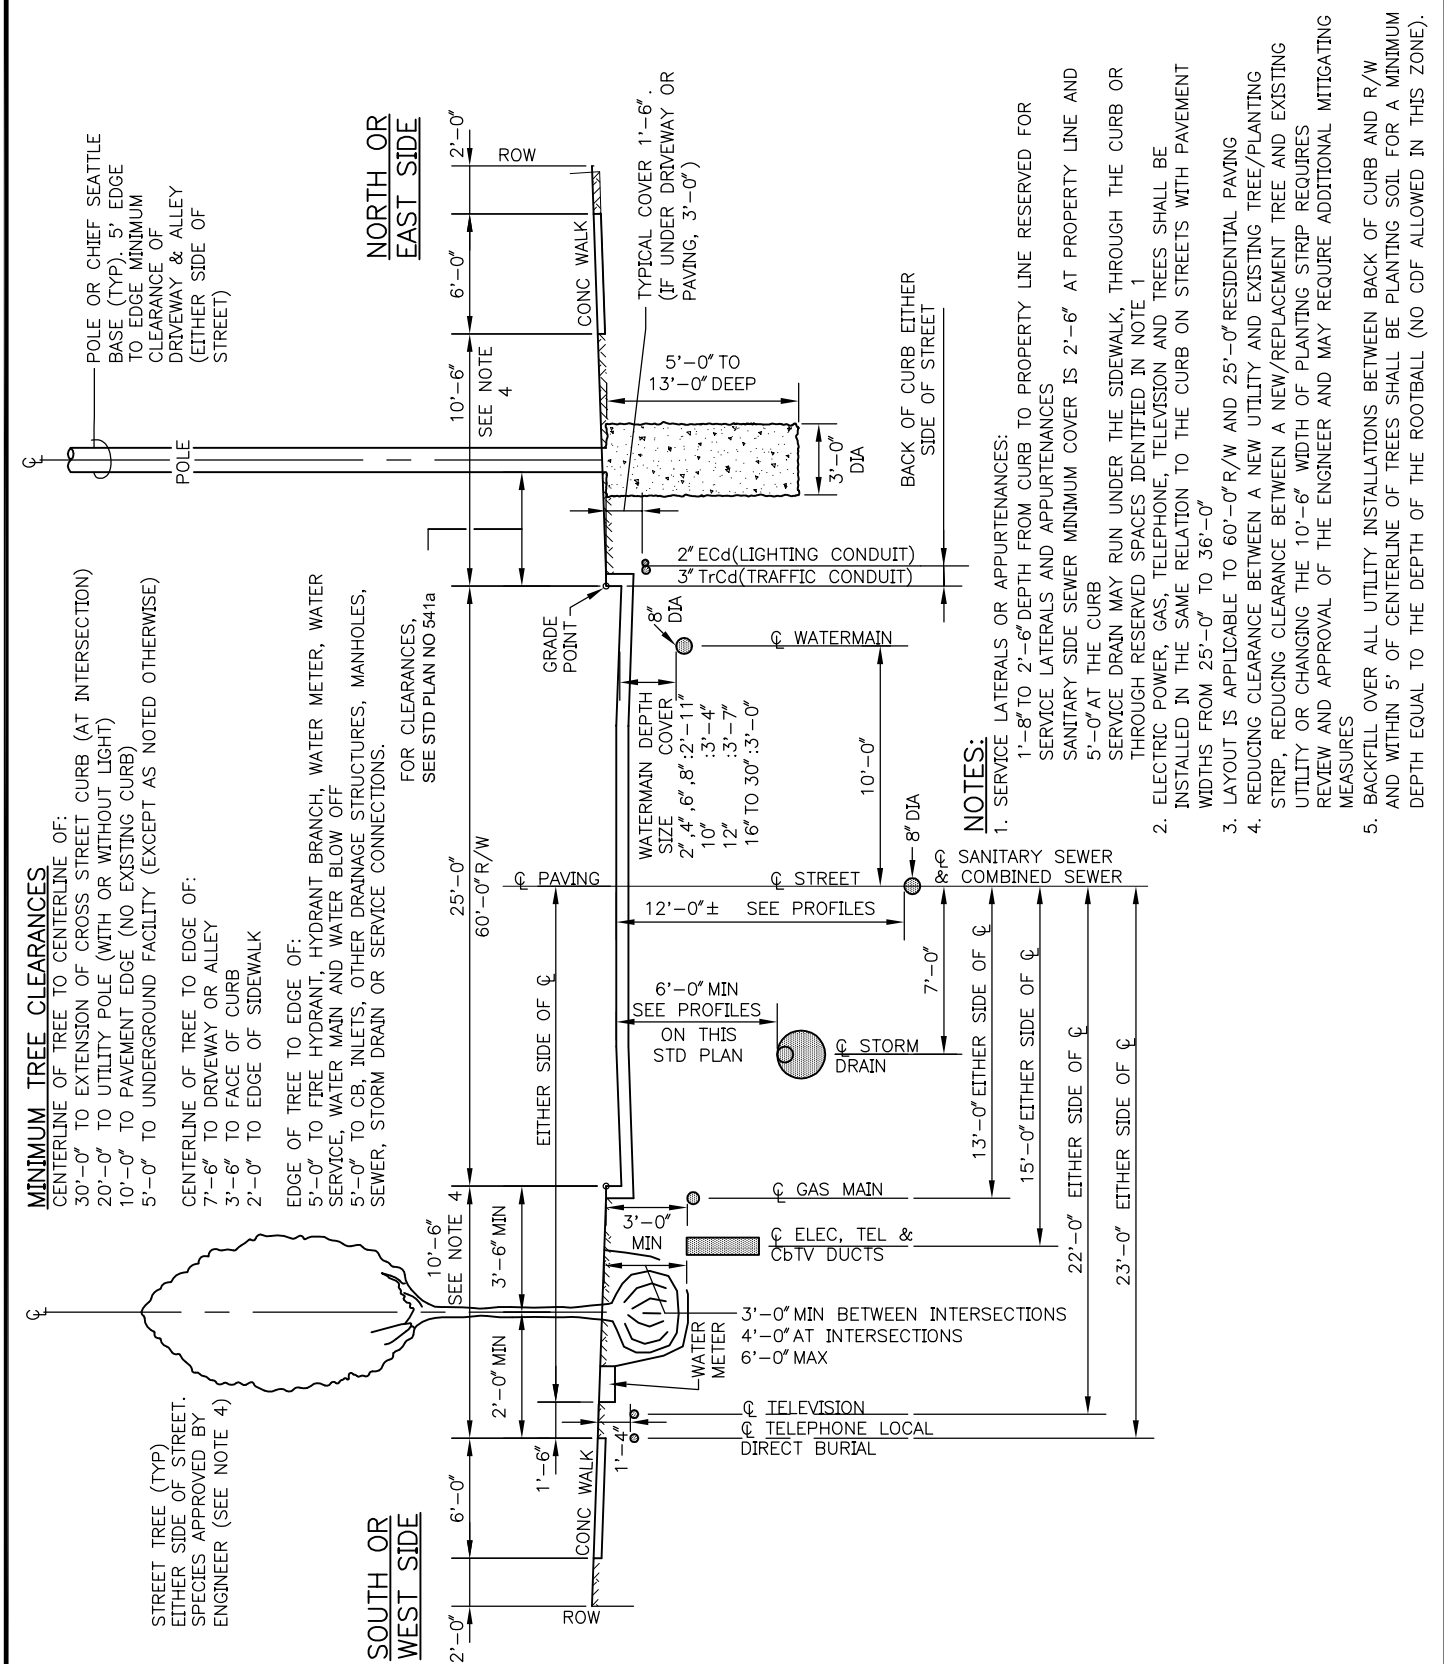 MINIMUM TREE CLEARANCES
CENTERLINE OF TREE TO CENTERLINE OF:
30'-0" TO EXTENSION OF CROSS STREET CURB (AT INTERSECTION)
20'-0" TO UTILITY POLE (WITH OR WITHOUT LIGHT)
10'-0" TO PAVEMENT EDGE (NO EXISTING CURB)
5'-0" TO UNDERGROUND FACILITY (EXCEPT AS NOTED OTHERWISE)
CENTERLINE OF TREE TO EDGE OF:
7'-6" TO DRIVEWAY OR ALLEY
3'-6" TO FACE OF CURB
2'-0" TO EDGE OF SIDEWALK
EDGE OF TREE TO EDGE OF:
5'-0" TO FIRE HYDRANT, HYDRANT BRANCH, WATER METER, WATER
SERVICE, WATER MAIN AND WATER BLOW OFF
5'-0" TO CB, INLETS, OTHER DRAINAGE STRUCTURES, MANHOLES,
SEWER, STORM DRAIN OR SERVICE CONNECTIONS.
FOR CLEARANCES,
SEE STD PLAN NO 541a
STREET TREE (TYP)
EITHER SIDE OF STREET.
SPECIES APPROVED BY
ENGINEER (SEE NOTE 4)
℄
℄
POLE OR CHIEF SEATTLE
BASE (TYP). 5' EDGE
TO EDGE MINIMUM
CLEARANCE OF
DRIVEWAY & ALLEY
(EITHER SIDE OF
STREET)
POLE
SOUTH OR
WEST SIDE
NORTH OR
EAST SIDE
2'-0"
6'-0"
10'-6"
SEE NOTE 4
25'-0"
60'-0" R/W
10'-6"
SEE NOTE
4
6'-0"
2'-0"
1'-6"
2'-0" MIN
3'-6" MIN
EITHER SIDE OF ℄
℄ PAVING
GRADE
POINT
ROW
CONC WALK
CONC WALK
ROW
1'-4"
WATER
METER
3'-0"
MIN
6'-0" MIN
SEE PROFILES
ON THIS
STD PLAN
12'-0"± SEE PROFILES
WATERMAIN DEPTH
SIZE COVER
2",4",6",8":2'-11"
10" :3'-4"
12" :3'-7"
16" TO 30":3'-0"
8"
DIA
TYPICAL COVER 1'-6".
(IF UNDER DRIVEWAY OR
PAVING, 3'-0")
5'-0" TO
13'-0" DEEP
3'-0"
DIA
2" ECd(LIGHTING CONDUIT)
3" TrCd(TRAFFIC CONDUIT)
BACK OF CURB EITHER
SIDE OF STREET
℄ WATERMAIN
10'-0"
℄ STREET
8" DIA
℄ SANITARY SEWER
& COMBINED SEWER
7'-0"
℄ STORM
DRAIN
℄ GAS MAIN
13'-0" EITHER SIDE OF ℄
℄ ELEC, TEL &
CbTV DUCTS
15'-0" EITHER SIDE OF ℄
3'-0" MIN BETWEEN INTERSECTIONS
4'-0" AT INTERSECTIONS
6'-0" MAX
℄ TELEVISION
22'-0" EITHER SIDE OF ℄
℄ TELEPHONE LOCAL
DIRECT BURIAL
23'-0" EITHER SIDE OF ℄
NOTES:
1. SERVICE LATERALS OR APPURTENANCES:
1'-8" TO 2'-6" DEPTH FROM CURB TO PROPERTY LINE RESERVED FOR
SERVICE LATERALS AND APPURTENANCES
SANITARY SIDE SEWER MINIMUM COVER IS 2'-6" AT PROPERTY LINE AND
5'-0" AT THE CURB
SERVICE DRAIN MAY RUN UNDER THE SIDEWALK, THROUGH THE CURB OR
THROUGH RESERVED SPACES IDENTIFIED IN NOTE 1
2. ELECTRIC POWER, GAS, TELEPHONE, TELEVISION AND TREES SHALL BE
INSTALLED IN THE SAME RELATION TO THE CURB ON STREETS WITH PAVEMENT
WIDTHS FROM 25'-0" TO 36'-0"
3. LAYOUT IS APPLICABLE TO 60'-0" R/W AND 25'-0" RESIDENTIAL PAVING
4. REDUCING CLEARANCE BETWEEN A NEW UTILITY AND EXISTING TREE/PLANTING
STRIP, REDUCING CLEARANCE BETWEEN A NEW/REPLACEMENT TREE AND EXISTING
UTILITY OR CHANGING THE 10'-6" WIDTH OF PLANTING STRIP REQUIRES
REVIEW AND APPROVAL OF THE ENGINEER AND MAY REQUIRE ADDITIONAL MITIGATING
MEASURES
5. BACKFILL OVER ALL UTILITY INSTALLATIONS BETWEEN BACK OF CURB AND R/W
AND WITHIN 5' OF CENTERLINE OF TREES SHALL BE PLANTING SOIL FOR A MINIMUM
DEPTH EQUAL TO THE DEPTH OF THE ROOTBALL (NO CDF ALLOWED IN THIS ZONE).